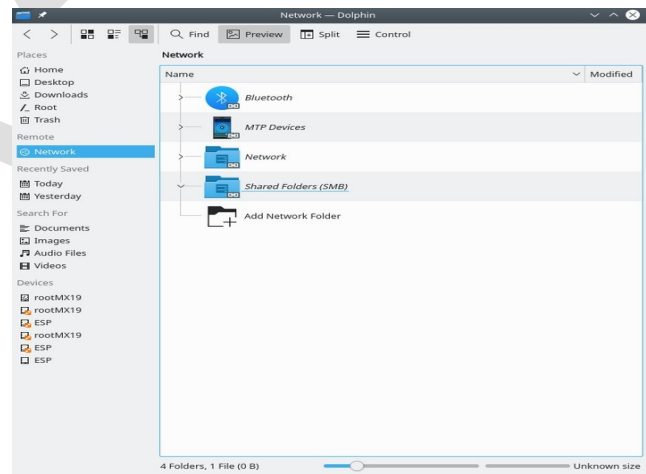 Network — Dolphin
Find Preview Split Control
Places
Home
Desktop
Downloads
Root
Trash
Remote
Network
Recently Saved
Today
Yesterday
Search For
Documents
Images
Audio Files
Videos
Devices
rootMX19
rootMX19
ESP
rootMX19
ESP
ESP
Network
Name Modified
Bluetooth
MTP Devices
Network
Shared Folders (SMB)
Add Network Folder
4 Folders, 1 File (0 B) Unknown size